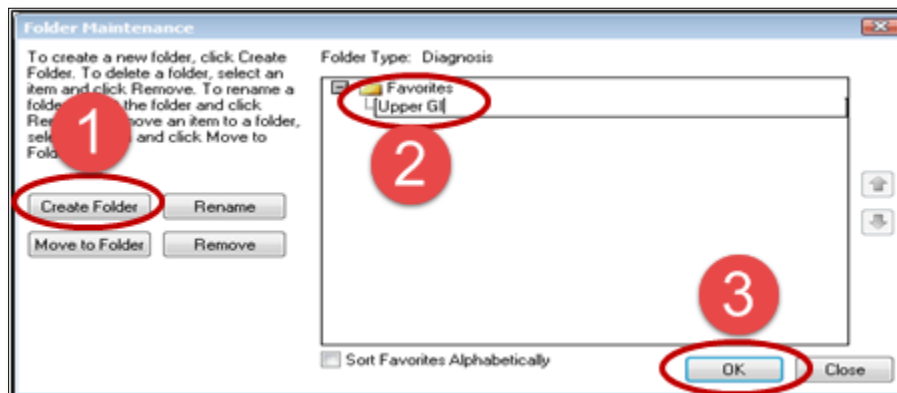 Folder Maintenance
To create a new folder, click Create
Folder. To delete a folder, select an
item and click Remove. To rename a
folder the folder and click
move an item to a folder,
and click Move to
1
Create Folder
Rename
Move to Folder
Remove
Folder Type: Diagnosis
Favorites
Upper GI
2
3
Sort Favorites Alphabetically
OK
Close